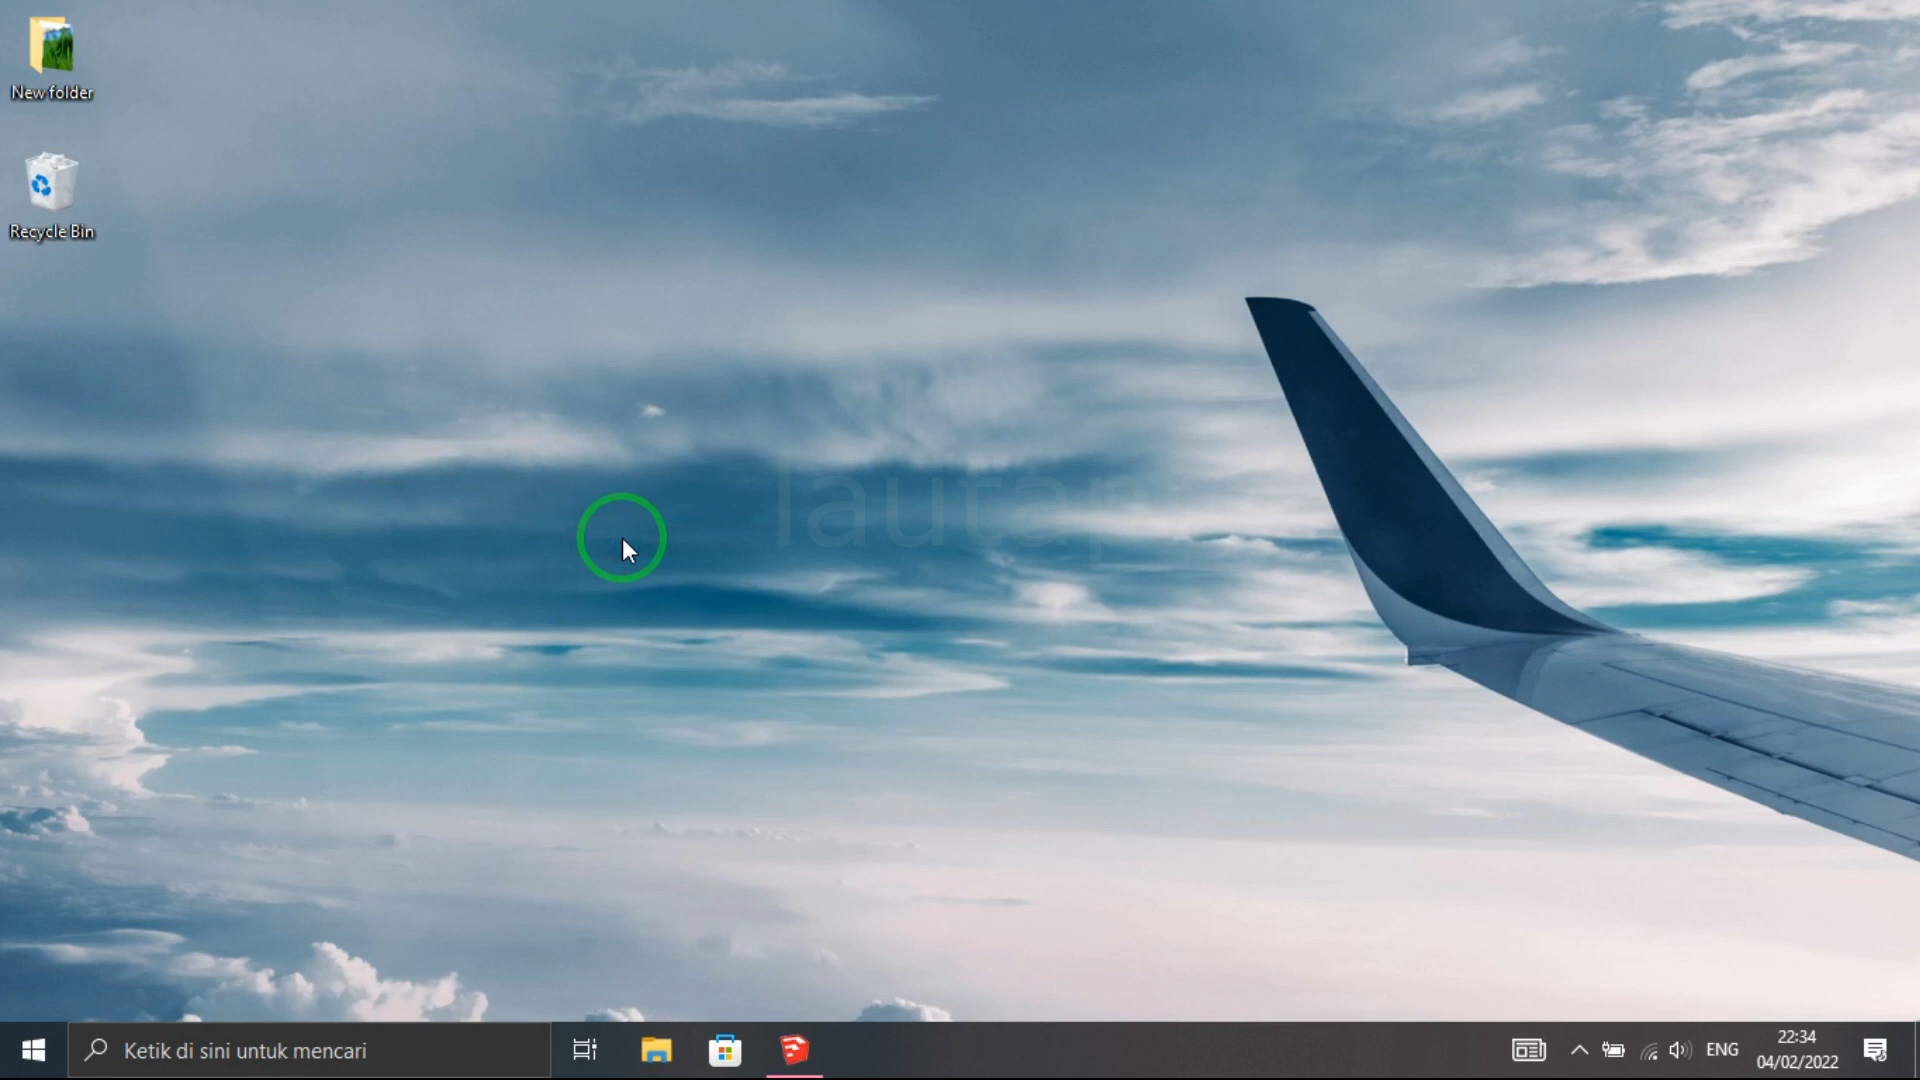 New folder
Recycle Bin
Ketik di sini untuk mencari
ENG
22:34
04/02/2022